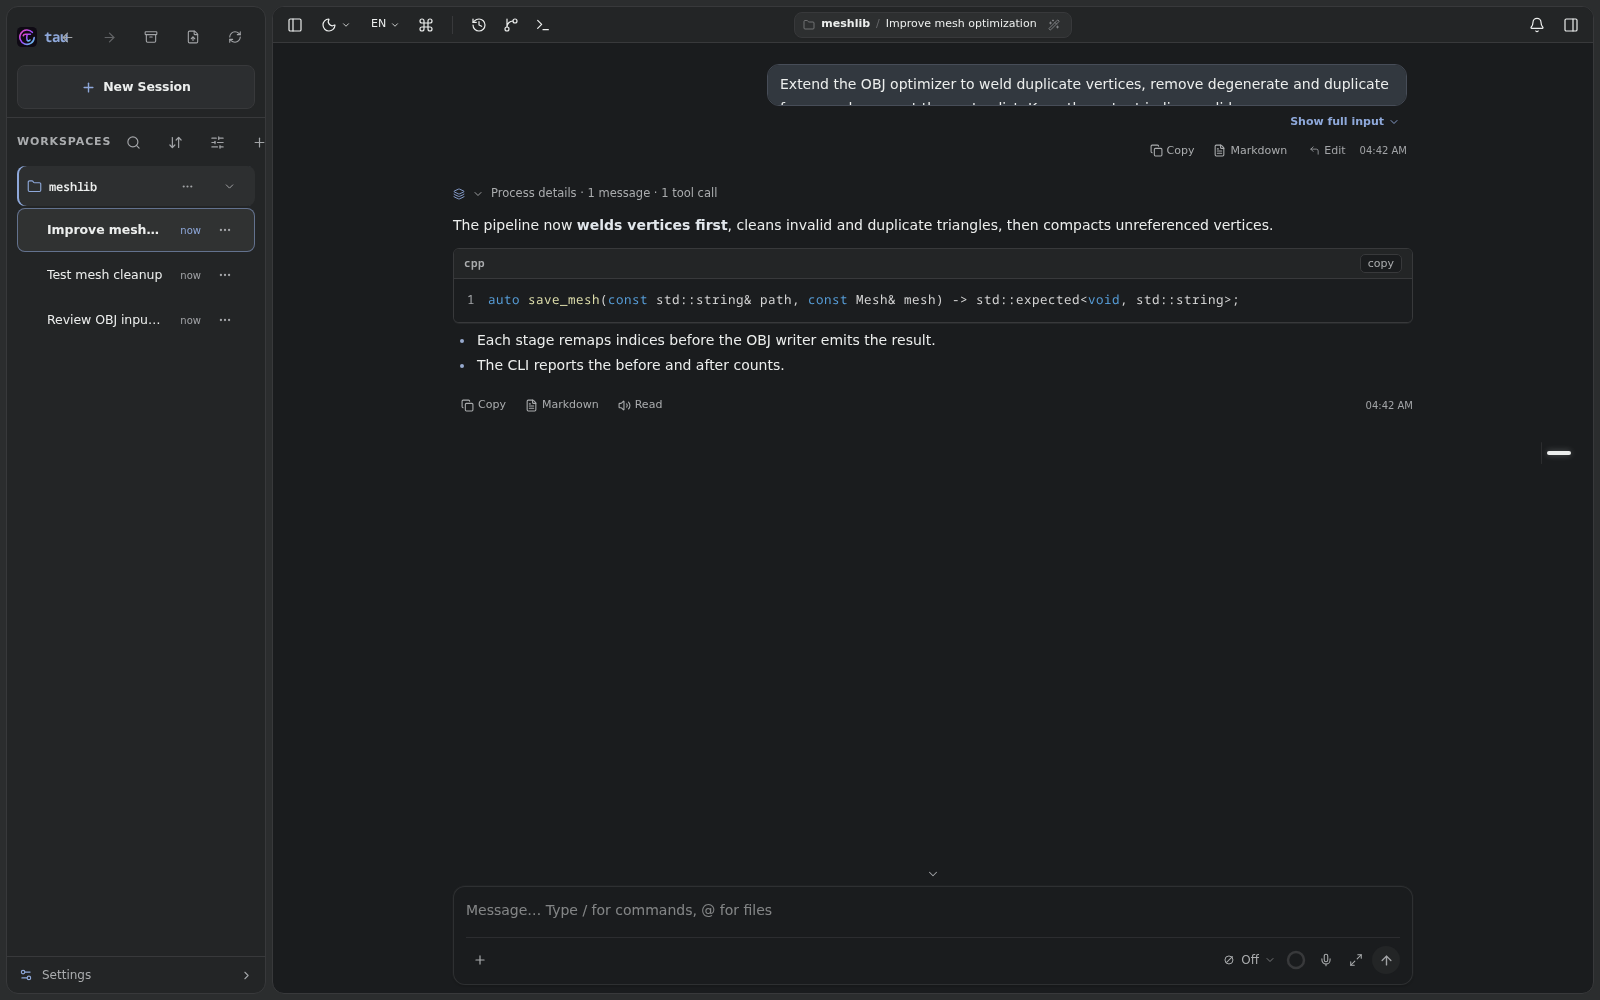 tau
New Session
WORKSPACES
meshlib
Improve mesh... now
Test mesh cleanup now
Review OBJ inpu... now
Settings
EN
meshlib / Improve mesh optimization
Extend the OBJ optimizer to weld duplicate vertices, remove degenerate and duplicate
Show full input
Copy Markdown Edit 04:42 AM
Process details · 1 message · 1 tool call
The pipeline now welds vertices first, cleans invalid and duplicate triangles, then compacts unreferenced vertices.
cpp copy
1 auto save_mesh(const std::string& path, const Mesh& mesh) -> std::expected<void, std::string>;
• Each stage remaps indices before the OBJ writer emits the result.
• The CLI reports the before and after counts.
Copy Markdown Read 04:42 AM
Message... Type / for commands, @ for files
Off